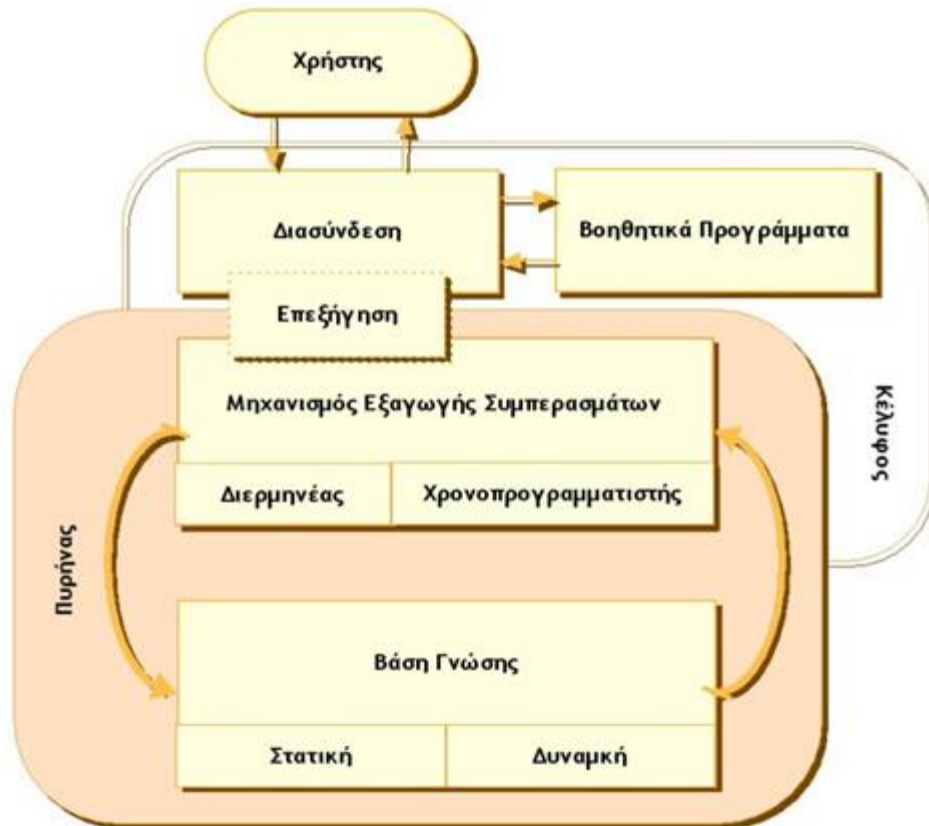 Χρήστης
Διασύνδεση
Βοηθητικά Προγράμματα
Επεξήγηση
Μηχανισμός Εξαγωγής Συμπερασμάτων
Διερμηνέας
Χρονοπρογραμματιστής
Κέλυφος
Πυρήνας
Βάση Γνώσης
Στατική
Δυναμκή